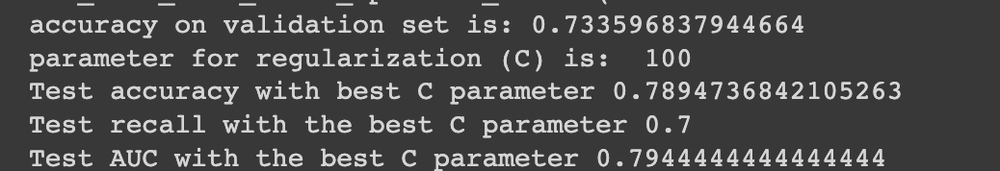 accuracy on validation set is: 0.733596837944664
parameter for regularization (C) is:  100
Test accuracy with best C parameter 0.7894736842105263
Test recall with the best C parameter 0.7
Test AUC with the best C parameter 0.7944444444444444